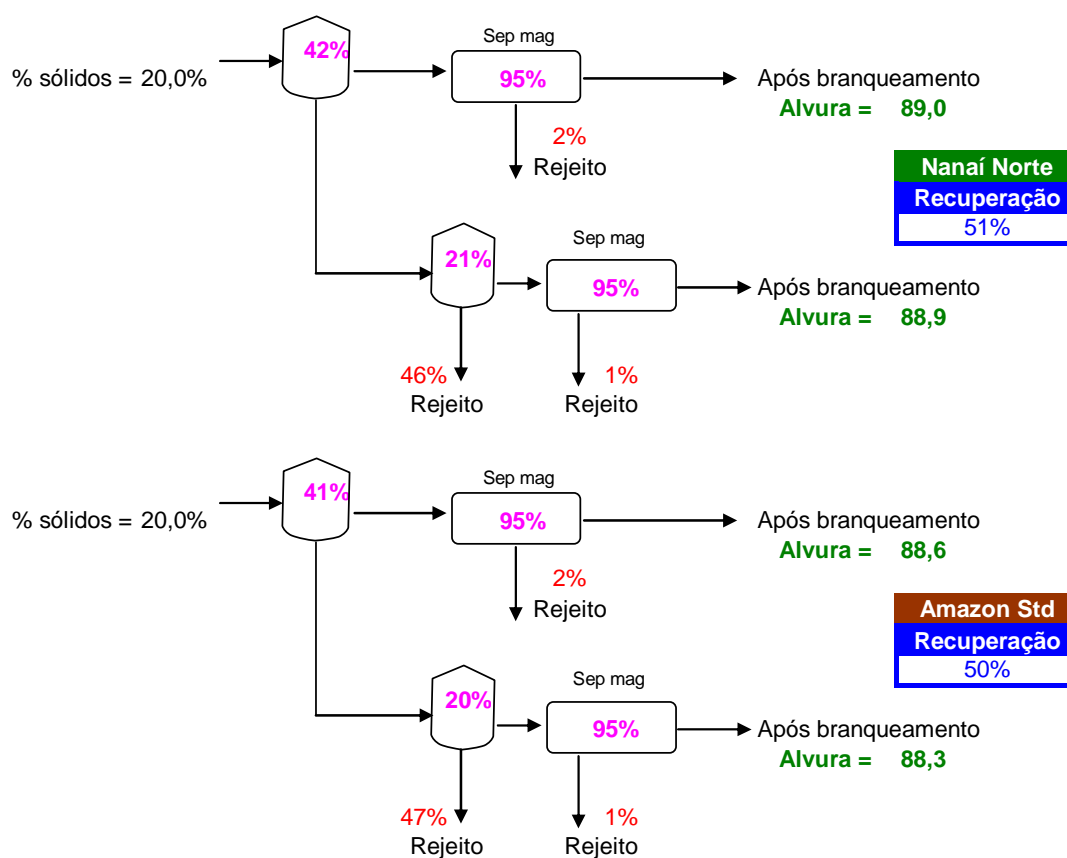 Sep mag
42%
95%
% sólidos = 20,0%
Após branqueamento
Alvura = 89,0
2%
Rejeito
Nanaí Norte
Recuperação
51%
Sep mag
21%
95%
Após branqueamento
Alvura = 88,9
46%
Rejeito
1%
Rejeito
Sep mag
41%
95%
% sólidos = 20,0%
Após branqueamento
Alvura = 88,6
2%
Rejeito
Amazon Std
Recuperação
50%
Sep mag
20%
95%
Após branqueamento
Alvura = 88,3
47%
Rejeito
1%
Rejeito